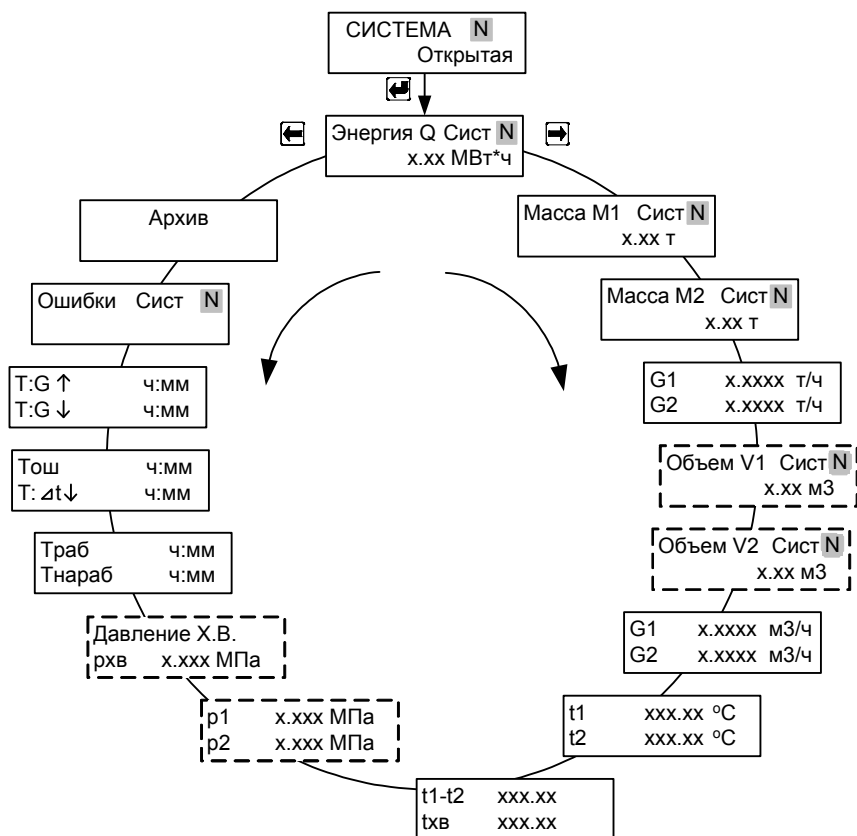 СИСТЕМА N
Открытая
Энергия Q Сист N
x.xx МВт*ч
Масса М1 Сист N
x.xx т
Масса М2 Сист N
x.xx т
G1 x.xxxx т/ч
G2 x.xxxx т/ч
Объем V1 Сист N
x.xx м3
Объем V2 Сист N
x.xx м3
G1 x.xxxx м3/ч
G2 x.xxxx м3/ч
t1 xxx.xx ºC
t2 xxx.xx ºC
t1-t2 xxx.xx
tхв xxx.xx
p1 x.xxx МПа
p2 x.xxx МПа
Давление Х.В.
pхв x.xxx МПа
Траб ч:мм
Тнараб ч:мм
Тош ч:мм
Т: ⊿t↓ ч:мм
Т:G ↑ ч:мм
Т:G ↓ ч:мм
Ошибки Сист N
Архив